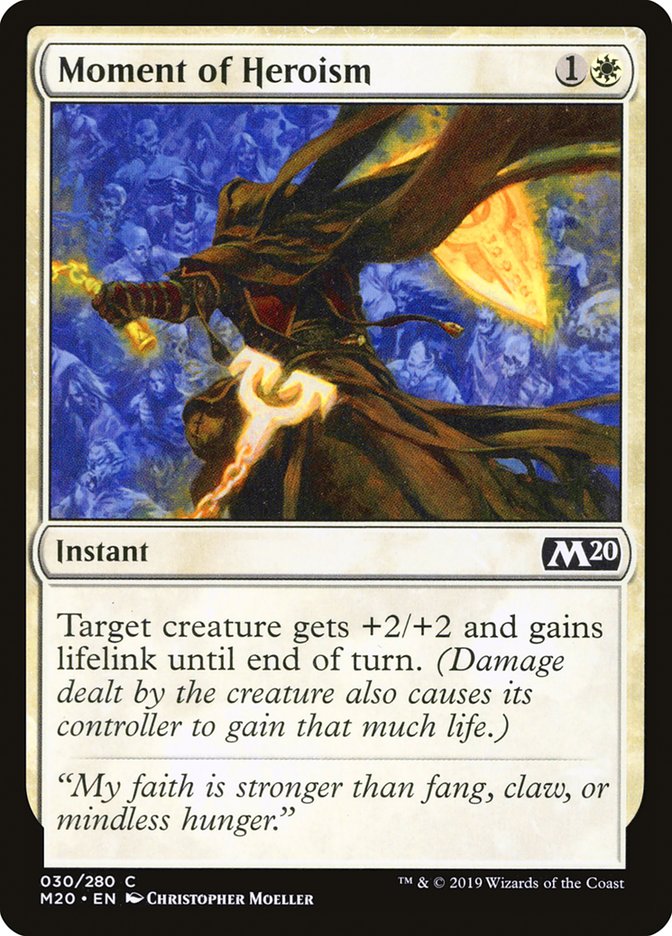 Moment of Heroism 1
Instant M20
Target creature gets +2/+2 and gains
lifelink until end of turn. (Damage
dealt by the creature also causes its
controller to gain that much life.)
“My faith is stronger than fang, claw, or
mindless hunger.”
030/280 C ™ & © 2019 Wizards of the Coast
M20 • EN Christopher Moeller